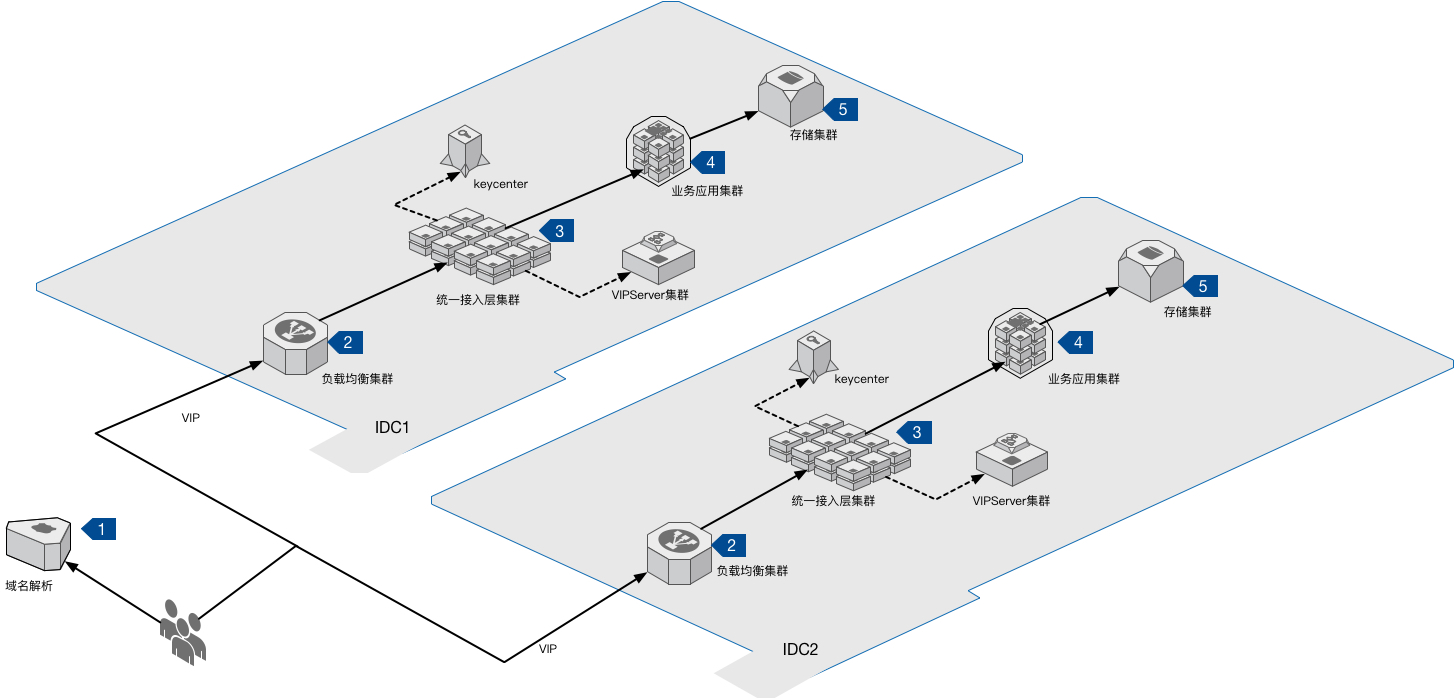 5
存储集群
4
业务应用集群
keycenter
3
统一接入层集群
VIPServer集群
2
负载均衡集群
VIP
IDC1
5
存储集群
4
业务应用集群
keycenter
3
统一接入层集群
VIPServer集群
2
负载均衡集群
1
域名解析
VIP
IDC2